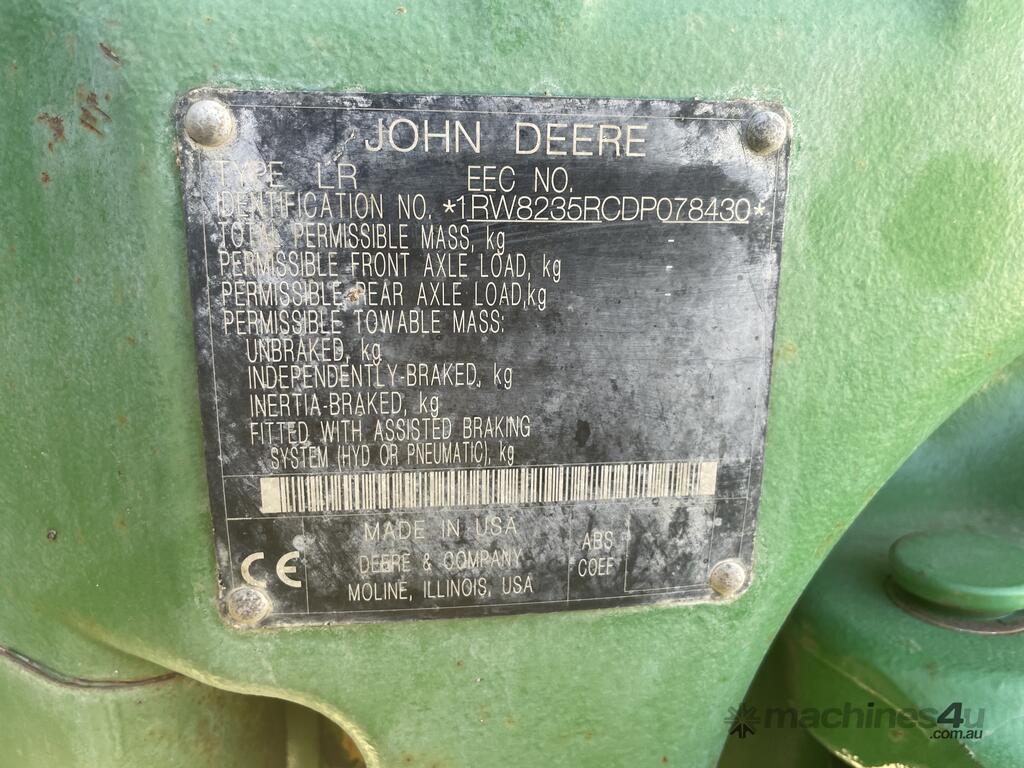 JOHN DEERE
TYPE LR EEC NO.
IDENTIFICATION NO. *1RW8235RCDP078430*
TOTAL PERMISSIBLE MASS, kg
PERMISSIBLE FRONT AXLE LOAD, kg
PERMISSIBLE REAR AXLE LOAD,kg
PERMISSIBLE TOWABLE MASS:
UNBRAKED, kg
INDEPENDENTLY-BRAKED, kg
INERTIA-BRAKED, kg
FITTED WITH ASSISTED BRAKING
SYSTEM (HYD OR PNEUMATIC), kg
MADE IN USA
DEERE & COMPANY
MOLINE, ILLINOIS, USA
ABS
COEF
CE
machines4u
.com.au